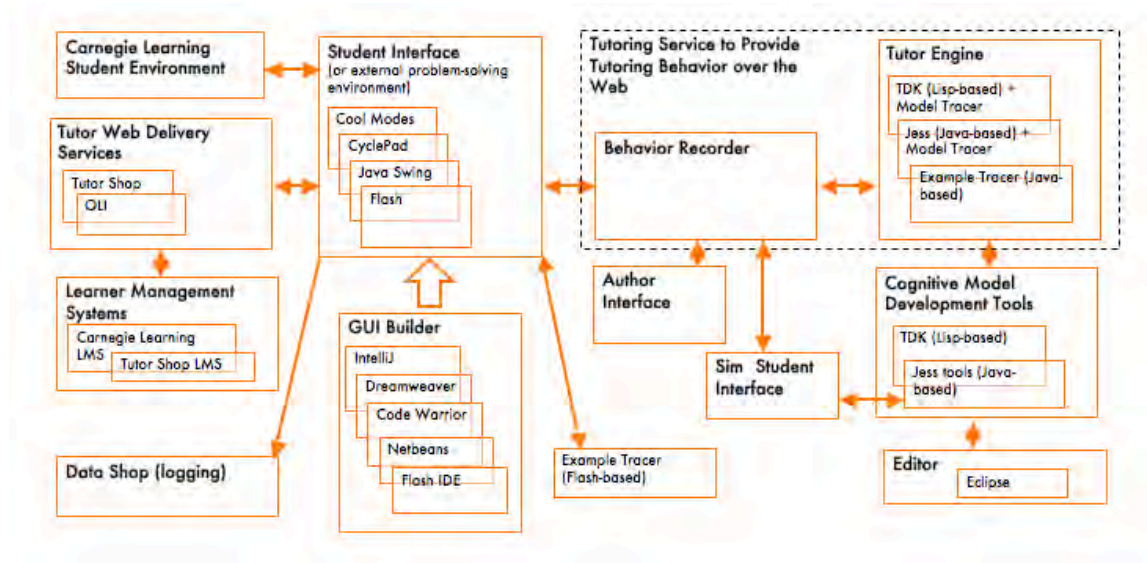 Carnegie Learning
Student Environment
Student Interface
(or external problem-solving
environment)
Cool Modes
CyclePad
Java Swing
Flash
Tutoring Service to Provide
Tutoring Behavior over the
Web
Behavior Recorder
Tutor Engine
TDK (Lisp-based) +
Model Tracer
Jess (Java-based) +
Model Tracer
Example Tracer (Java-
based)
Tutor Web Delivery
Services
Tutor Shop
OLI
Learner Management
Systems
Carnegie Learning
LMS
Tutor Shop LMS
GUI Builder
IntelliJ
Dreamweaver
Code Warrior
Netbeans
Flash IDE
Author
Interface
Sim Student
Interface
Cognitive Model
Development Tools
TDK (Lisp-based)
Jess tools (Java-
based)
Data Shop (logging)
Example Tracer
(Flash-based)
Editor
Eclipse